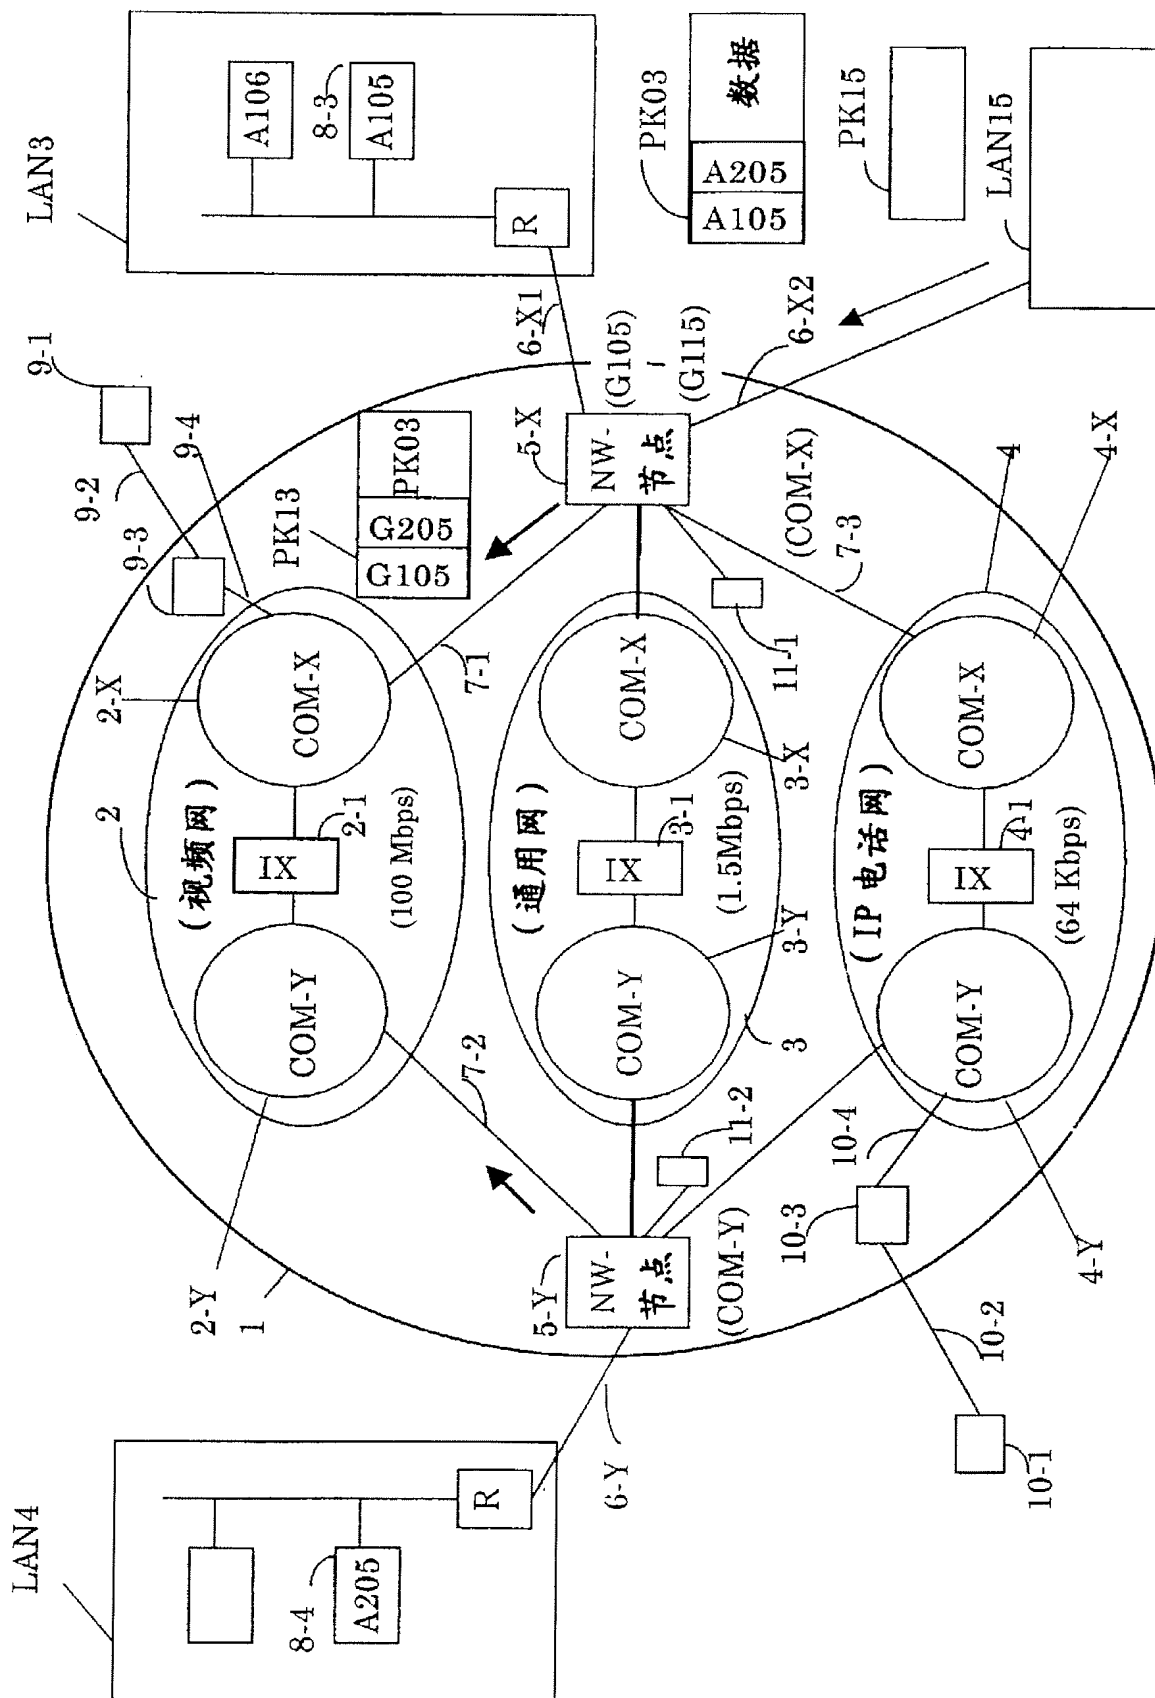 LAN4
8-4
A205
R
6-Y
10-1
10-2
LAN3
A106
8-3
A105
R
6-X1
PK03
A105
A205
数据
PK15
LAN15
6-X2
9-1
9-2
9-3
9-4
PK13
G105
G205
PK03
5-X
NW-
节点
(G105)
(G115)
(COM-X)
7-3
7-1
11-1
1
2-Y
2
2-X
(视频网)
COM-Y
IX
2-1
COM-X
(100 Mbps)
7-2
(通用网)
COM-Y
IX
3-1
COM-X
(1.5Mbps)
3-Y
3-X
3
11-2
5-Y
NW-
节点
(COM-Y)
(IP 电话网)
COM-Y
IX
4-1
COM-X
(64 Kbps)
4
4-X
4-Y
10-3
10-4